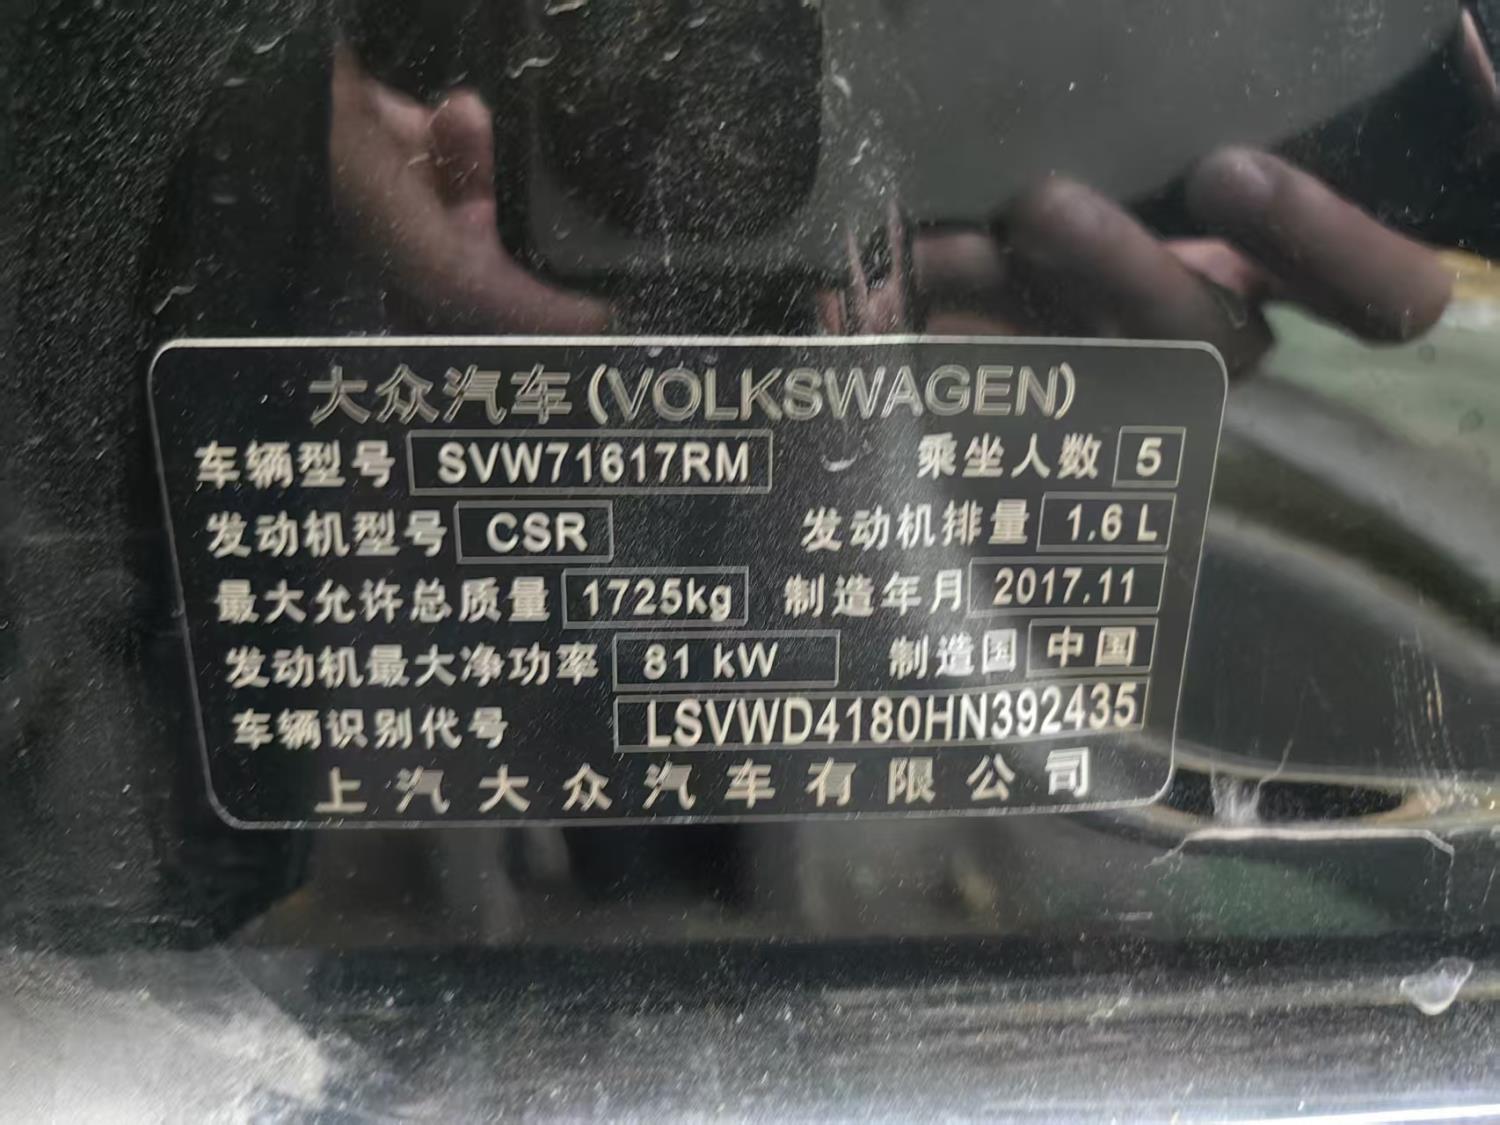 大众汽车(VOLKSWAGEN)
车辆型号 SVW71617RM 乘坐人数 5
发动机型号 CSR 发动机排量 1.6 L
最大允许总质量 1725kg 制造年月 2017.11
发动机最大净功率 81 kW 制造国 中国
车辆识别代号 LSVWD4180HN392435
上汽大众汽车有限公司